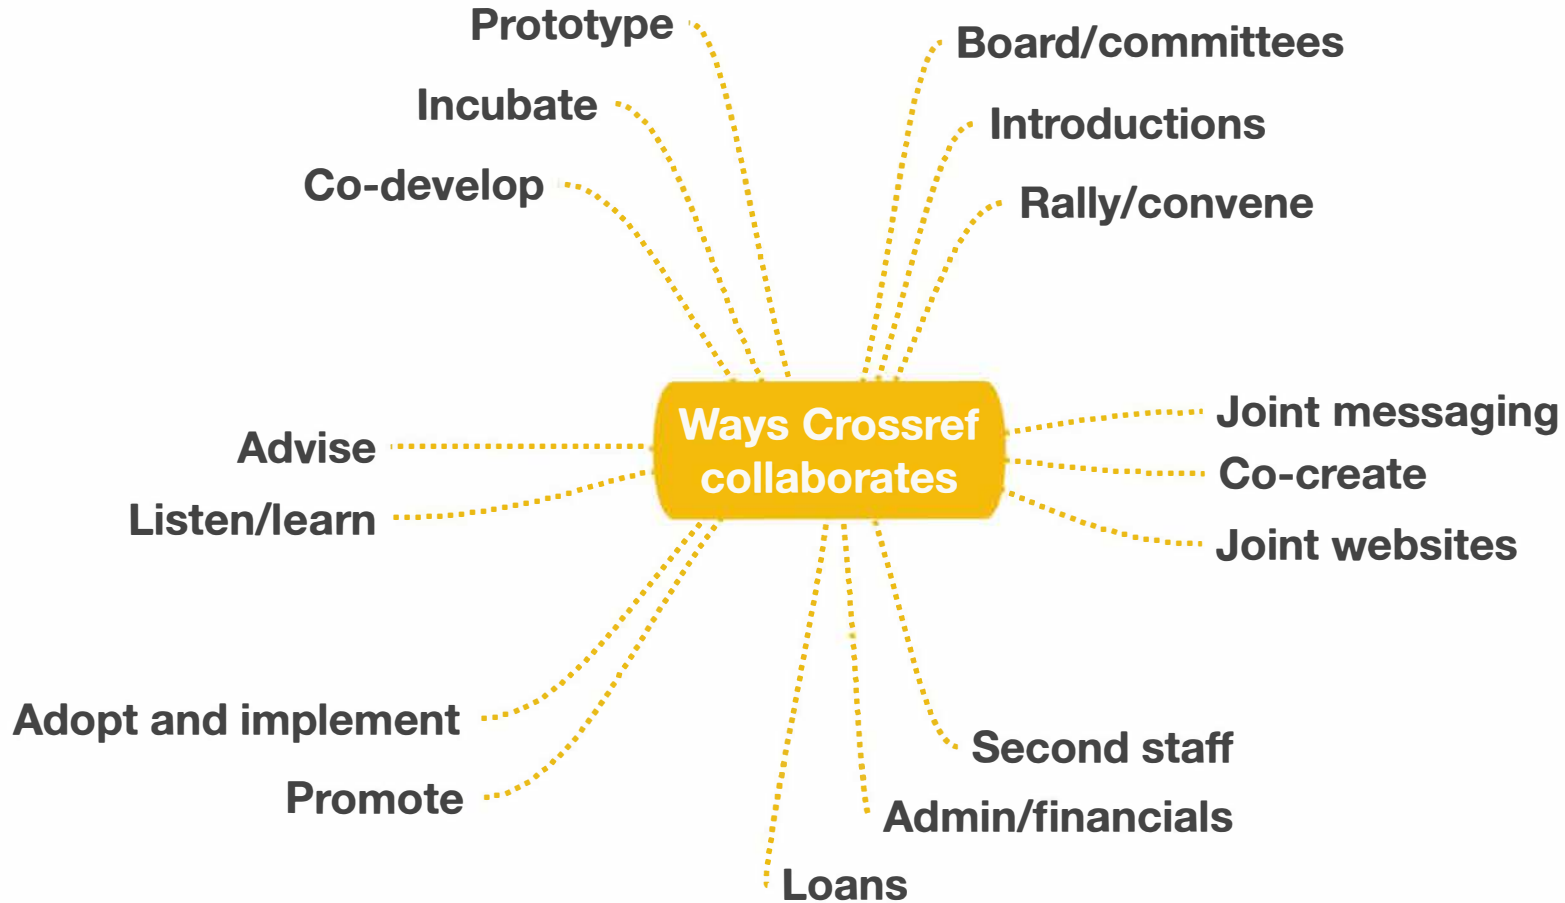 Prototype
Board/committees
Incubate
Introductions
Co-develop
Rally/convene
Ways Crossref
collaborates
Joint messaging
Advise
Co-create
Listen/learn
Joint websites
Adopt and implement
Second staff
Promote
Admin/financials
Loans